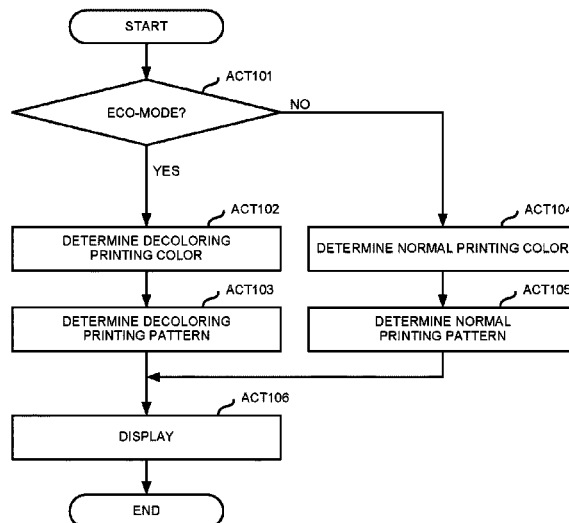 START
ACT101
ECO-MODE?
NO
YES
ACT102
DETERMINE DECOLORING
PRINTING COLOR
ACT104
DETERMINE NORMAL PRINTING COLOR
ACT103
DETERMINE DECOLORING
PRINTING PATTERN
ACT105
DETERMINE NORMAL
PRINTING PATTERN
ACT106
DISPLAY
END